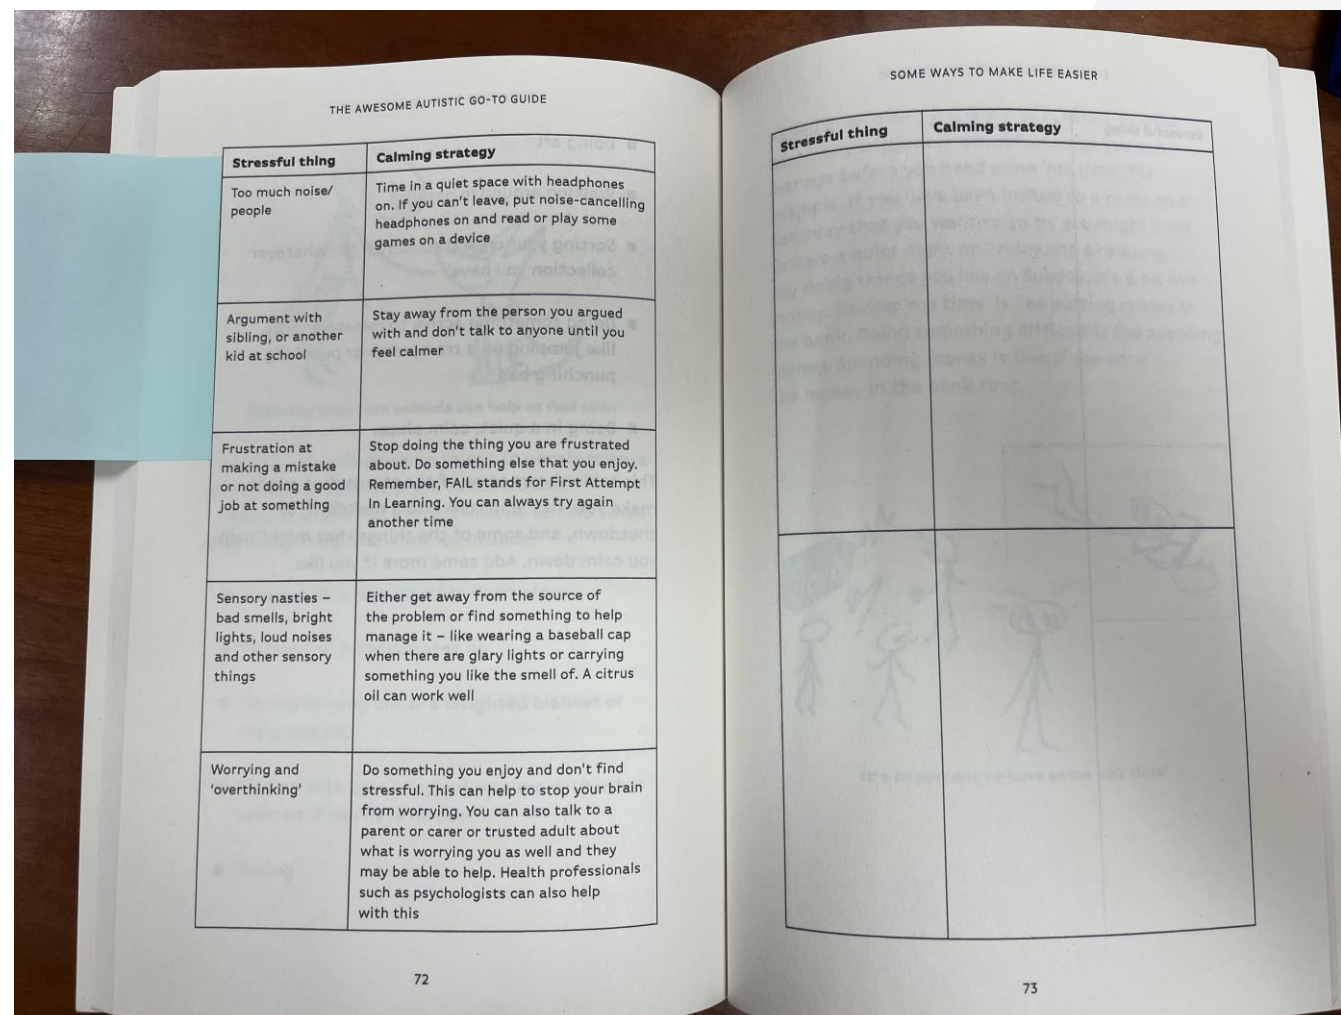 THE AWESOME AUTISTIC GO-TO GUIDE
Stressful thing
Calming strategy
Too much noise/
people
Time in a quiet space with headphones
on. If you can't leave, put noise-cancelling
headphones on and read or play some
games on a device
Argument with
sibling, or another
kid at school
Stay away from the person you argued
with and don't talk to anyone until you
feel calmer
Frustration at
making a mistake
or not doing a good
job at something
Stop doing the thing you are frustrated
about. Do something else that you enjoy.
Remember, FAIL stands for First Attempt
In Learning. You can always try again
another time
Sensory nasties –
bad smells, bright
lights, loud noises
and other sensory
things
Either get away from the source of
the problem or find something to help
manage it – like wearing a baseball cap
when there are glary lights or carrying
something you like the smell of. A citrus
oil can work well
Worrying and
'overthinking'
Do something you enjoy and don't find
stressful. This can help to stop your brain
from worrying. You can also talk to a
parent or carer or trusted adult about
what is worrying you as well and they
may be able to help. Health professionals
such as psychologists can also help
with this
72
SOME WAYS TO MAKE LIFE EASIER
Stressful thing
Calming strategy
73